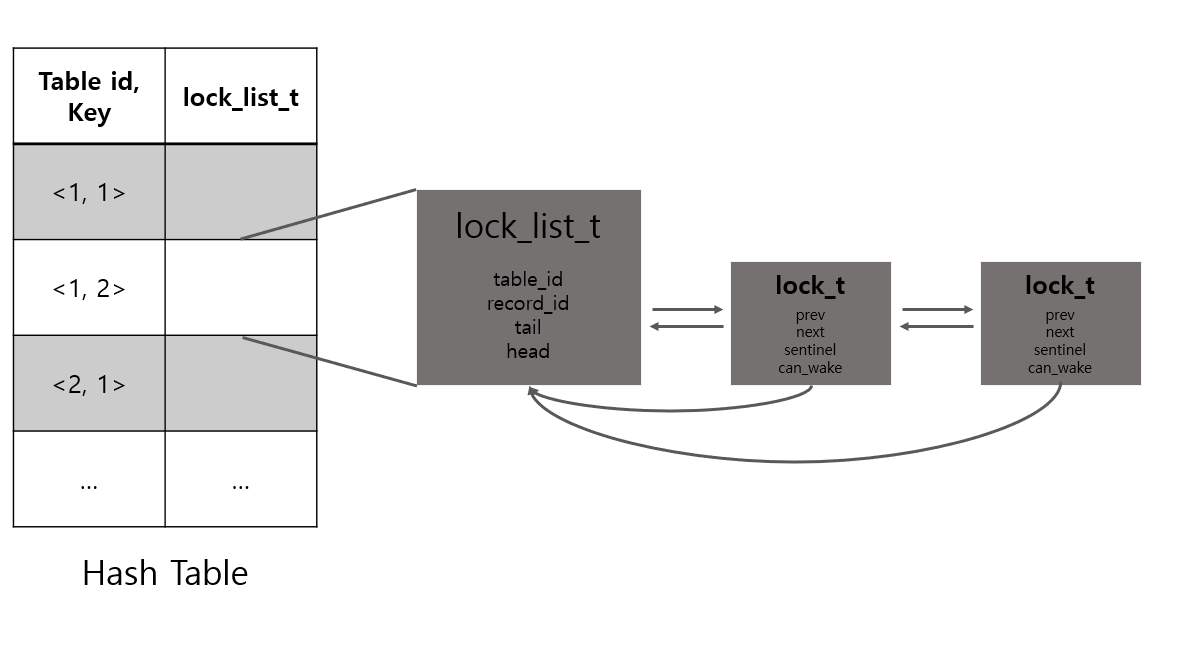 Table id,
Key
lock_list_t
<1, 1>
<1, 2>
<2, 1>
...
...
Hash Table
lock_list_t
table_id
record_id
tail
head
lock_t
prev
next
sentinel
can_wake
lock_t
prev
next
sentinel
can_wake